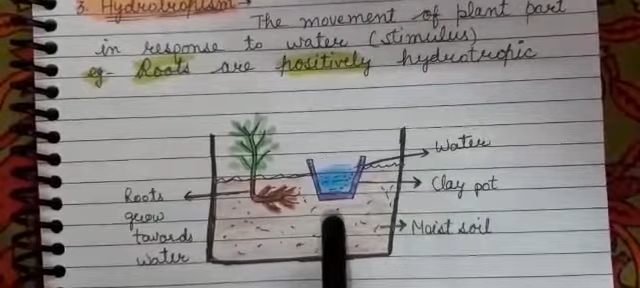 3. Hydrotropism →
The movement of plant part
in response to water (stimulus)
eg- Roots are positively hydrotropic
Water
Clay pot
Moist soil
Roots
grow
towards
water